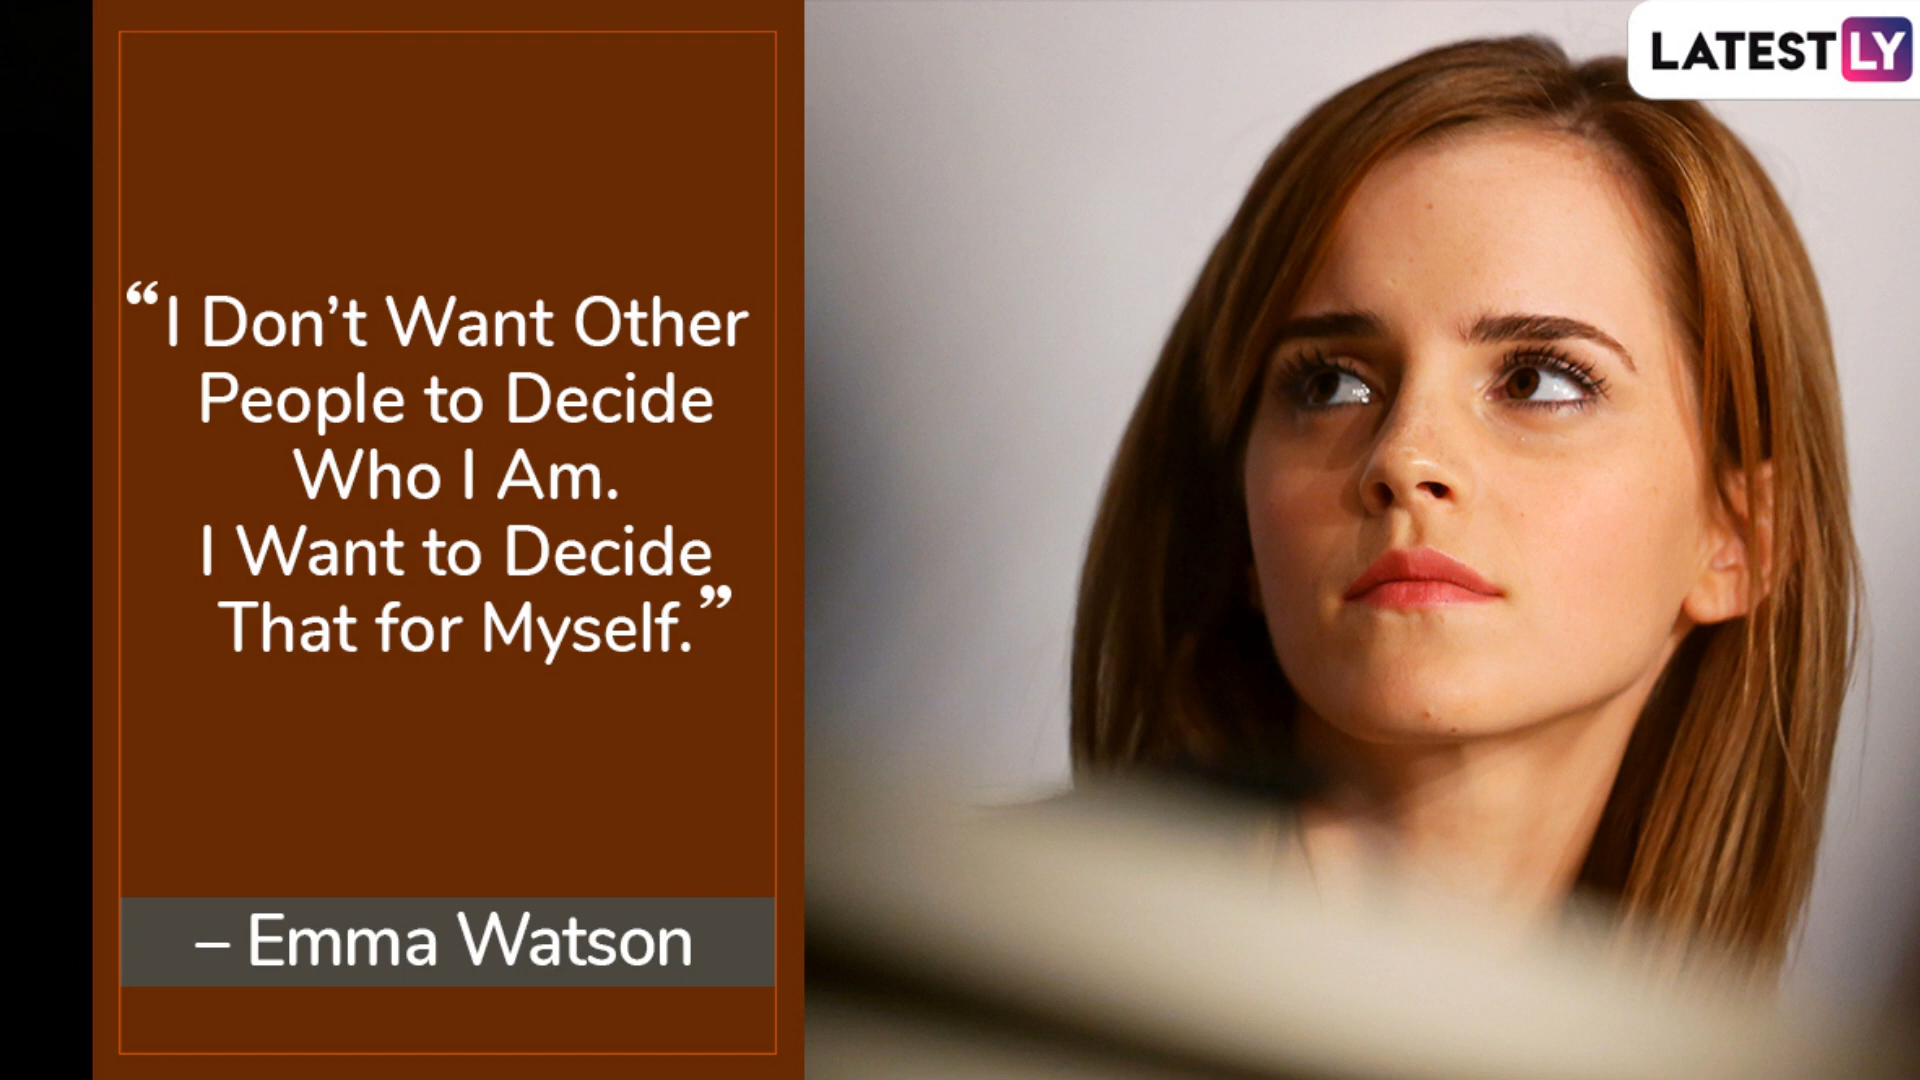 “I Don’t Want Other
People to Decide
Who I Am.
I Want to Decide
That for Myself.”
– Emma Watson
LATESTLY